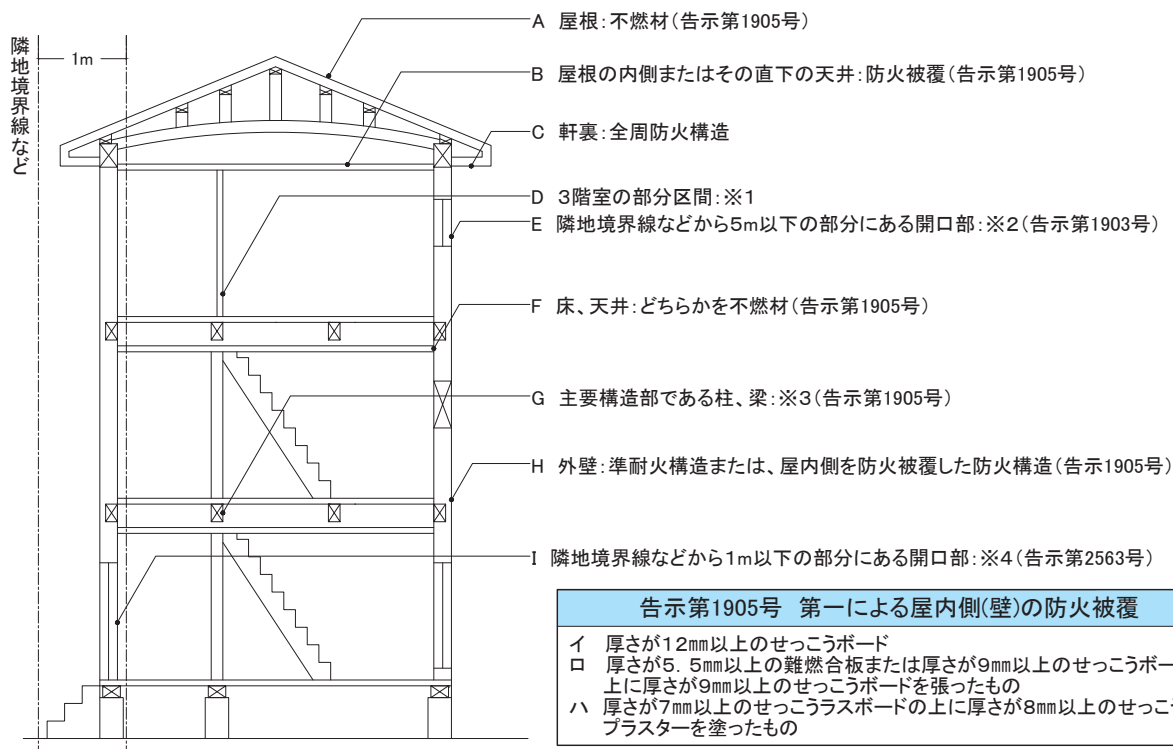 隣地境界線など
1m
A 屋根:不燃材(告示第1905号)
B 屋根の内側またはその直下の天井:防火被覆(告示第1905号)
C 軒裏:全周防火構造
D 3階室の部分区間:※1
E 隣地境界線などから5m以下の部分にある開口部:※2(告示第1903号)
F 床、天井:どちらかを不燃材(告示第1905号)
G 主要構造部である柱、梁:※3(告示第1905号)
H 外壁:準耐火構造または、屋内側を防火被覆した防火構造(告示1905号)
I 隣地境界線などから1m以下の部分にある開口部:※4(告示第2563号)
告示第1905号 第一による屋内側(壁)の防火被覆
イ 厚さが12㎜以上のせっこうボード
ロ 厚さが5.5㎜以上の難燃合板または厚さが9㎜以上のせっこうボー
上に厚さが9㎜以上のせっこうボードを張ったもの
ハ 厚さが7㎜以上のせっこうラスボードの上に厚さが8㎜以上のせっこ
プラスターを塗ったもの